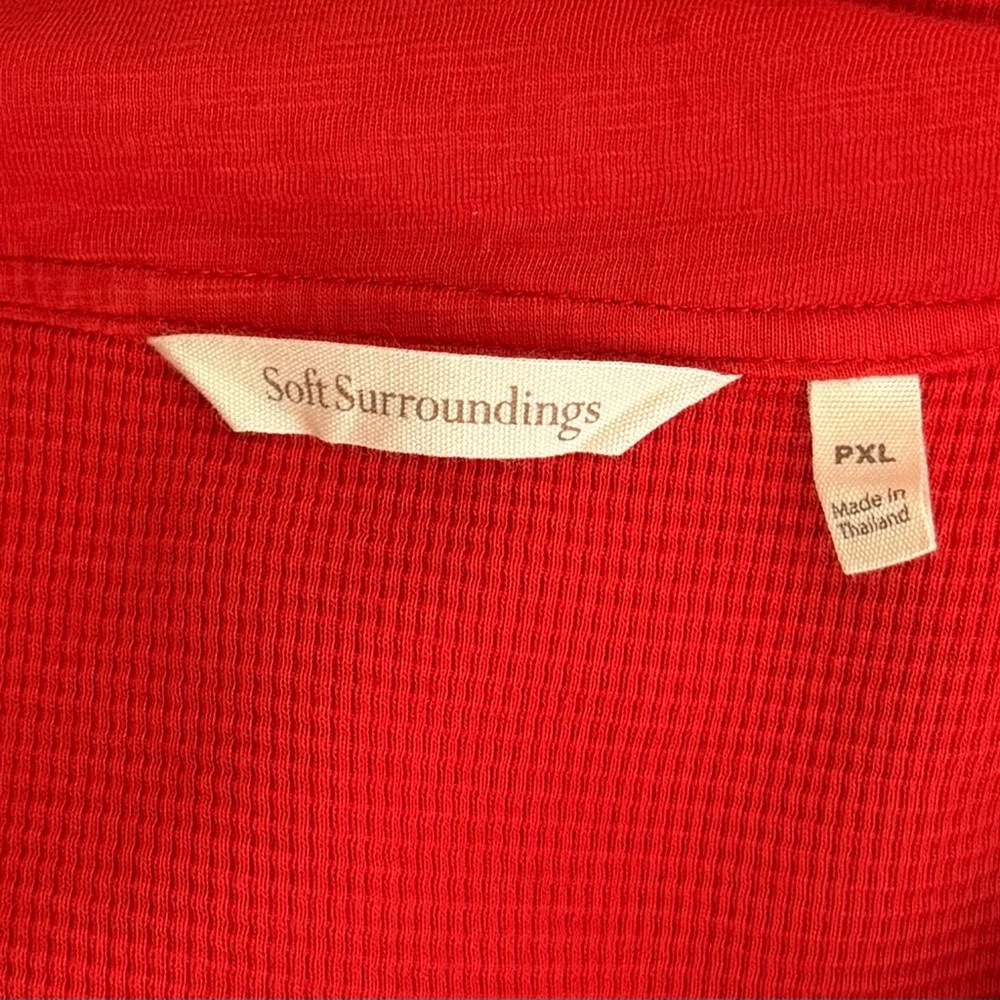 Soft Surroundings
PXL
Made in
Thailand